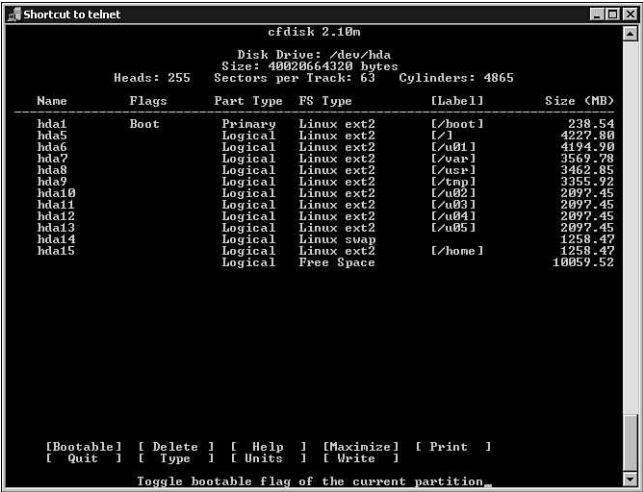 Shortcut to telnet
cfdisk 2.10m
Disk Drive: /dev/hda
Size: 40020664320 bytes
Heads: 255 Sectors per Track: 63 Cylinders: 4865
Name Flags Part Type FS Type [Label] Size (MB)
hda1 Boot Primary Linux ext2 [/boot] 238.54
hda5 Logical Linux ext2 [/] 4227.80
hda6 Logical Linux ext2 [/u01] 4194.90
hda7 Logical Linux ext2 [/var] 3569.78
hda8 Logical Linux ext2 [/usr] 3462.85
hda9 Logical Linux ext2 [/tmp] 3355.92
hda10 Logical Linux ext2 [/u02] 2097.45
hda11 Logical Linux ext2 [/u03] 2097.45
hda12 Logical Linux ext2 [/u04] 2097.45
hda13 Logical Linux ext2 [/u05] 2097.45
hda14 Logical Linux swap 1258.47
hda15 Logical Linux ext2 [/home] 1258.47
Logical Free Space 10059.52
[Bootable] [ Delete ] [ Help ] [Maximize] [ Print ]
[ Quit ] [ Type ] [ Units ] [ Write ]
Toggle bootable flag of the current partition_